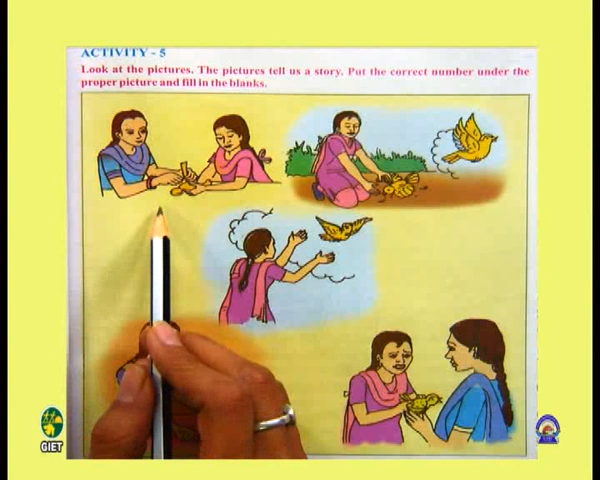 ACTIVITY - 5
Look at the pictures. The pictures tell us a story. Put the correct number under the
proper picture and fill in the blanks.
GIET